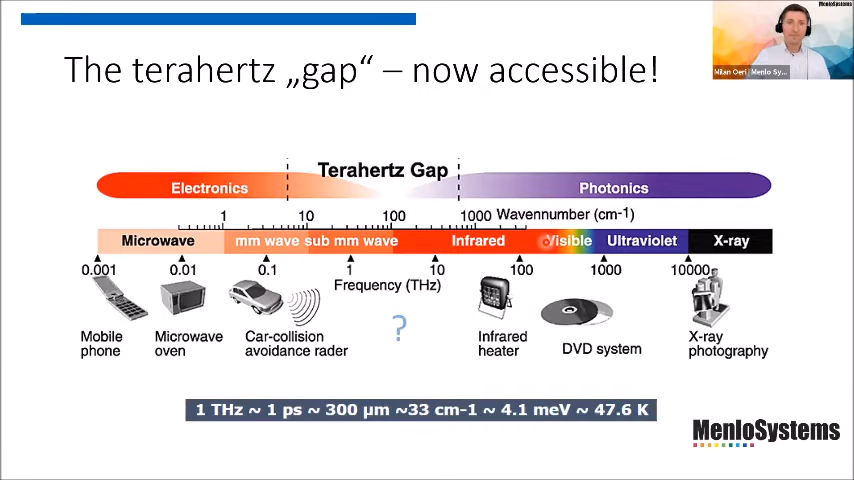 MenloSystems
Milan Oeri | Menlo Sy...
The terahertz „gap“ – now accessible!
Terahertz Gap
Electronics
Photonics
1 10 100 1000 Wavennumber (cm-1)
Microwave mm wave sub mm wave Infrared Visible Ultraviolet X-ray
0.001 0.01 0.1 1 10 100 1000 10000
Frequency (THz)
?
Mobile phone
Microwave oven
Car-collision avoidance rader
Infrared heater
DVD system
X-ray photography
1 THz ~ 1 ps ~ 300 µm ~33 cm-1 ~ 4.1 meV ~ 47.6 K
MenloSystems